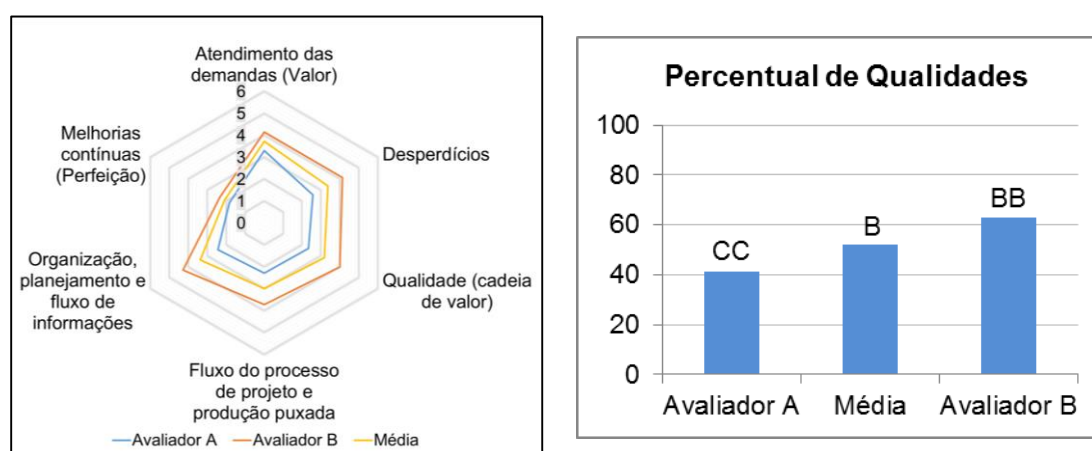 Atendimento das
demandas (Valor)
6
5
4
3
2
1
0
Desperdícios
Qualidade (cadeia
de valor)
Fluxo do processo
de projeto e
produção puxada
Organização,
planejamento e
fluxo de
informações
Melhorias
contínuas
(Perfeição)
Avaliador A
Avaliador B
Média
Percentual de Qualidades
100
80
60
40
20
0
CC
B
BB
Avaliador A
Média
Avaliador B